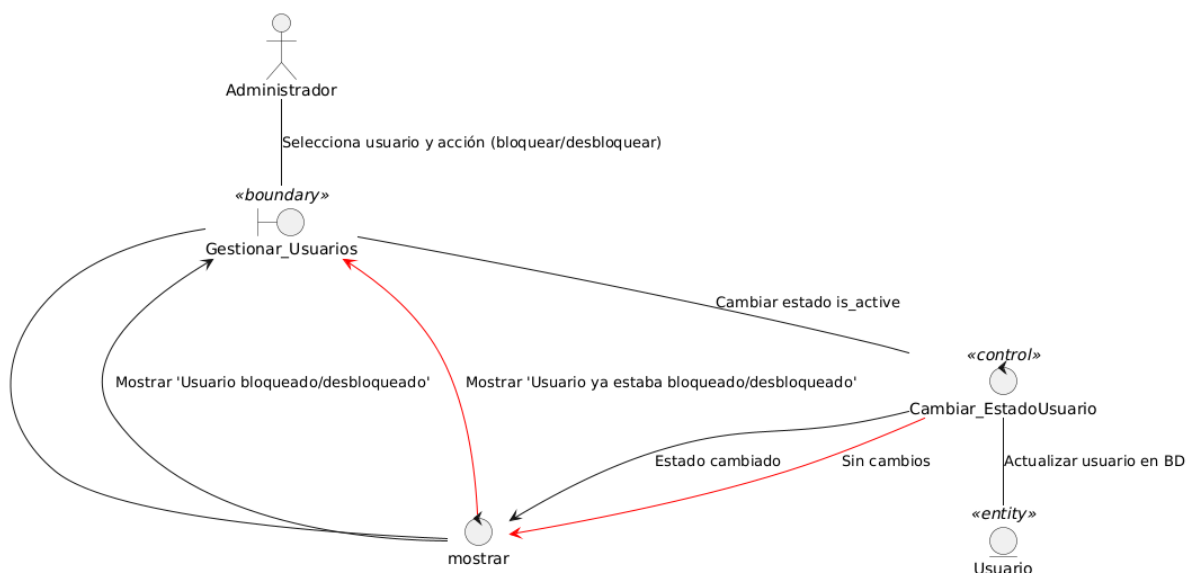 Administrador
Selecciona usuario y acción (bloquear/desbloquear)
«boundary»
Gestionar_Usuarios
Cambiar estado is_active
«control»
Mostrar 'Usuario bloqueado/desbloqueado'
Mostrar 'Usuario ya estaba bloqueado/desbloqueado'
Cambiar_EstadoUsuario
Estado cambiado
Sin cambios
Actualizar usuario en BD
«entity»
mostrar
Usuario